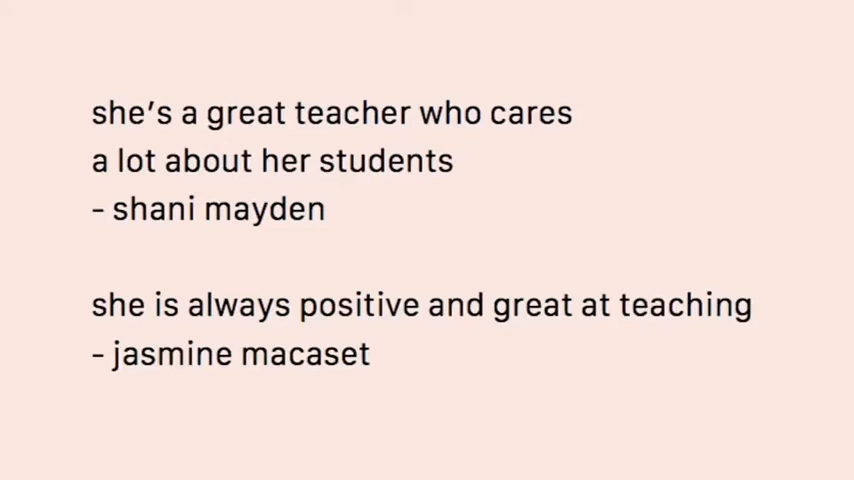 she's a great teacher who cares
a lot about her students
- shani mayden
she is always positive and great at teaching
- jasmine macaset